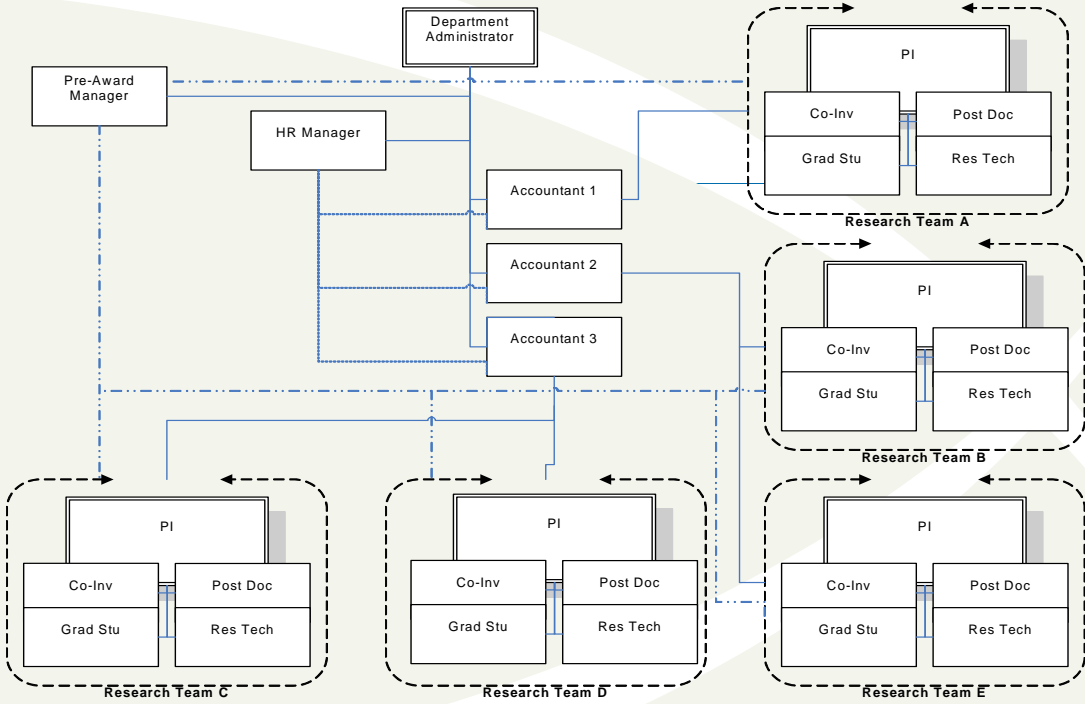 Department
Administrator
PI
Pre-Award
Manager
Co-Inv
Post Doc
HR Manager
Grad Stu
Res Tech
Accountant 1
Research Team A
Accountant 2
PI
Accountant 3
Co-Inv
Post Doc
Grad Stu
Res Tech
Research Team B
PI
PI
PI
Co-Inv
Post Doc
Co-Inv
Post Doc
Co-Inv
Post Doc
Grad Stu
Res Tech
Grad Stu
Res Tech
Grad Stu
Res Tech
Research Team C
Research Team D
Research Team E